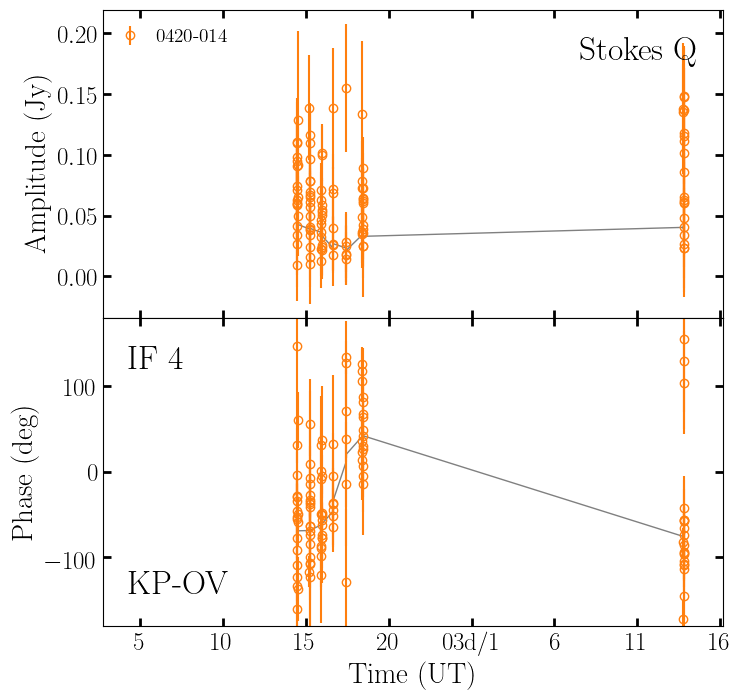 0420-014
Stokes Q
0.20
0.15
0.10
0.05
0.00
Amplitude (Jy)
IF 4
100
0
−100
Phase (deg)
KP-OV
5 10 15 20 03d/1 6 11 16
Time (UT)